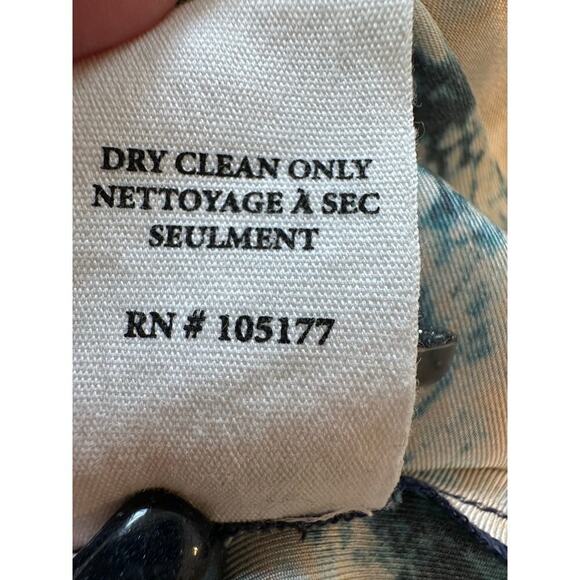 DRY CLEAN ONLY
NETTOYAGE À SEC
SEULMENT
RN # 105177